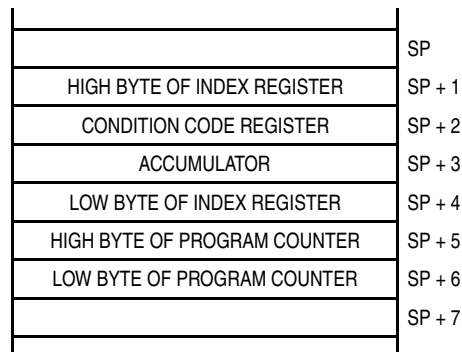 SP
HIGH BYTE OF INDEX REGISTER SP + 1
CONDITION CODE REGISTER SP + 2
ACCUMULATOR SP + 3
LOW BYTE OF INDEX REGISTER SP + 4
HIGH BYTE OF PROGRAM COUNTER SP + 5
LOW BYTE OF PROGRAM COUNTER SP + 6
SP + 7